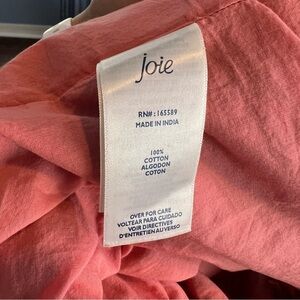 joie
RN#: 165589
MADE IN INDIA
100%
COTTON
ALGODON
COTON
OVER FOR CARE
VOLTEAR PARA CUIDADO
VOIR DIRECTIVES
D'ENTRETIEN AU VERSO